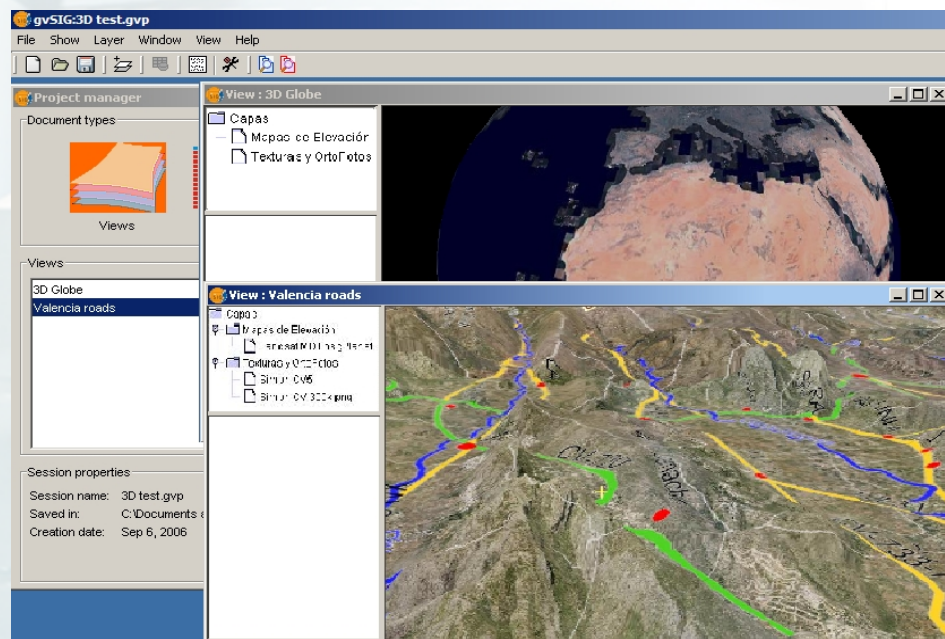 gvSIG:3D test.gvp
File Show Layer Window View Help
Project manager
Document types
Views
Views
3D Globe
Valencia roads
Session properties
Session name: 3D test.gvp
Saved in: C:\Documents a
Creation date: Sep 6, 2006
View : 3D Globe
Capas
Mapas de Elevación
Texturas y OrtoFotos
View : Valencia roads
Capas
Mapas de Elevación
Texturas y OrtoFotos